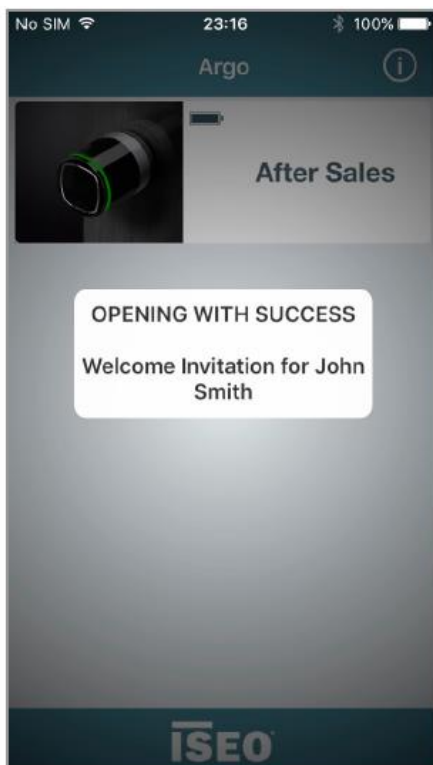 No SIM 23:16 100%
Argo
i
After Sales
OPENING WITH SUCCESS
Welcome Invitation for John
Smith
ISEO